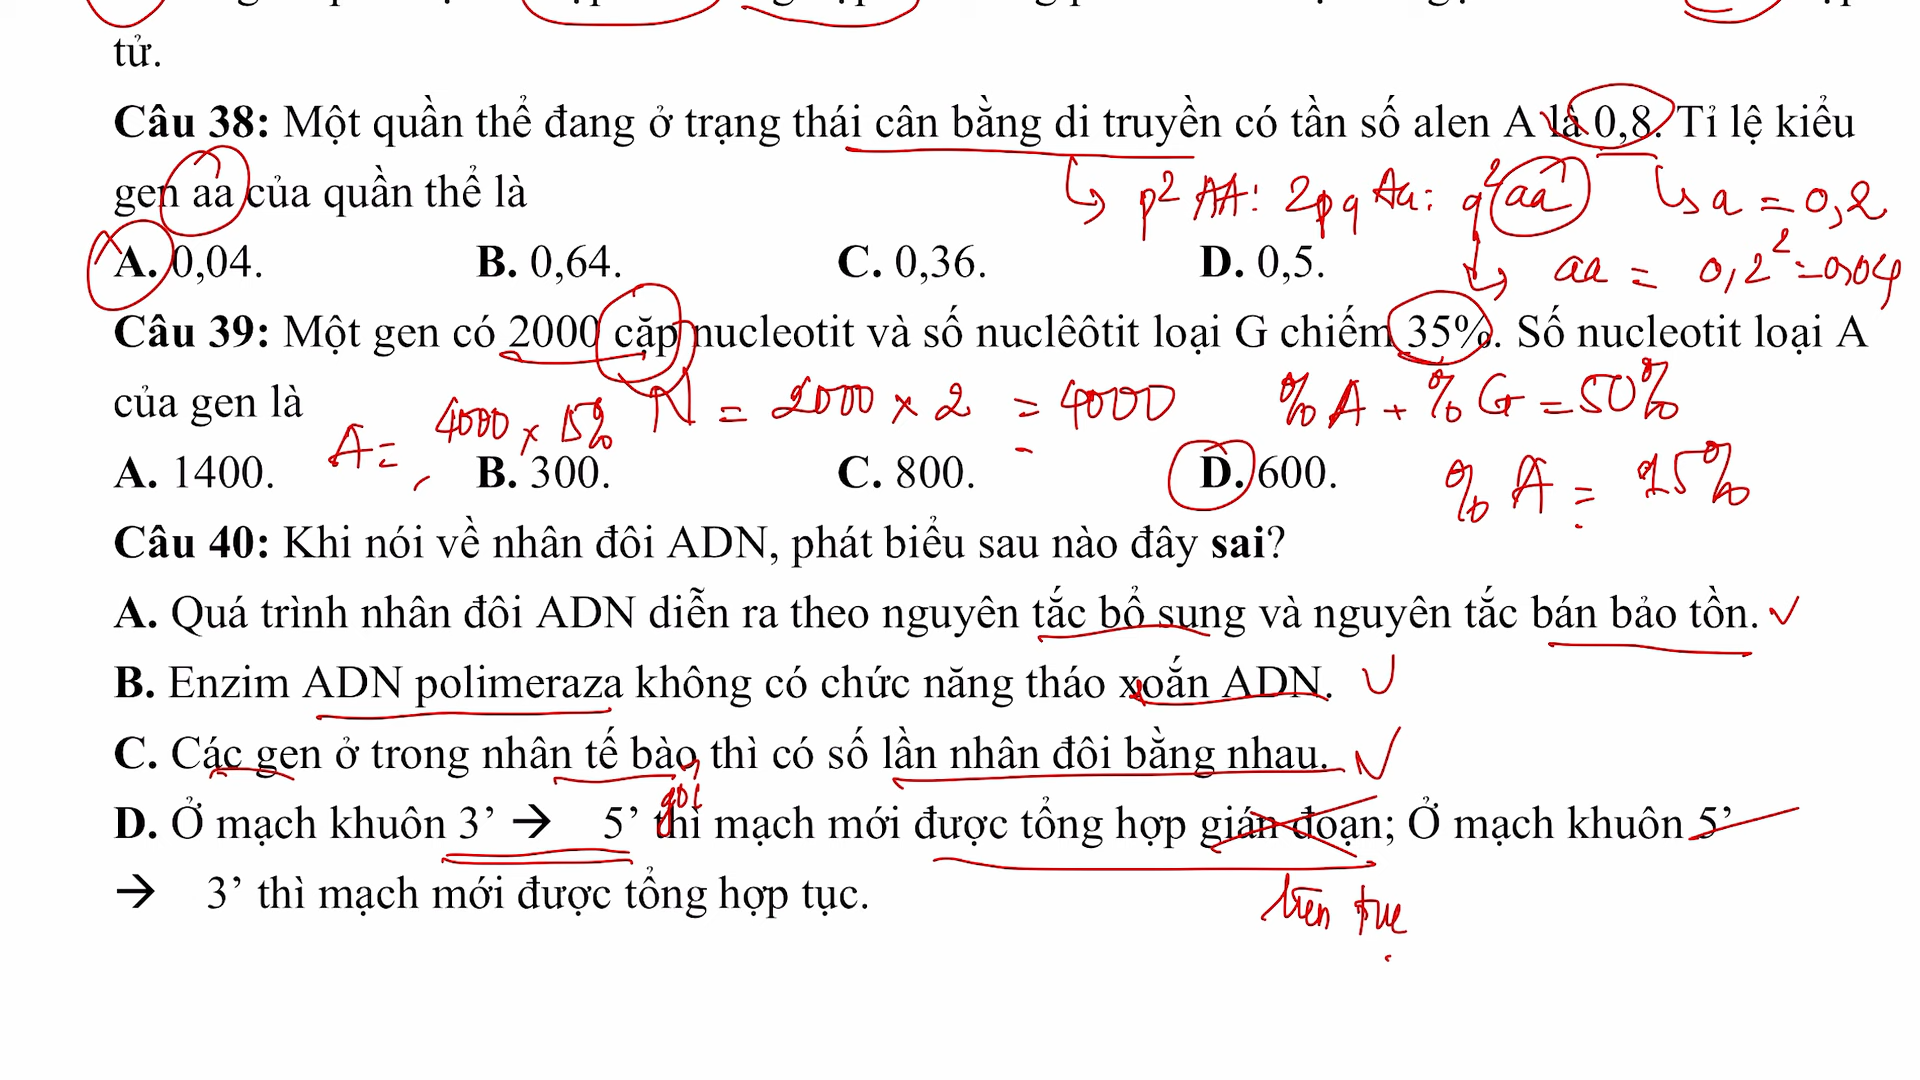 tử.
Câu 38: Một quần thể đang ở trạng thái cân bằng di truyền có tần số alen A là 0,8. Tỉ lệ kiểu
gen aa của quần thể là
p² AA: 2pq Aa: q² aa
a = 0,2
A. 0,04. B. 0,64. C. 0,36. D. 0,5.
aa = 0,2² = 0,04
Câu 39: Một gen có 2000 cặp nucleotit và số nuclêôtit loại G chiếm 35%. Số nucleotit loại A
của gen là
A = 4000 × 15%
N = 2000 × 2 = 4000
%A + %G = 50%
A. 1400. B. 300. C. 800. D. 600.
%A = 15%
Câu 40: Khi nói về nhân đôi ADN, phát biểu sau nào đây sai?
A. Quá trình nhân đôi ADN diễn ra theo nguyên tắc bổ sung và nguyên tắc bán bảo tồn.
B. Enzim ADN polimeraza không có chức năng tháo xoắn ADN.
C. Các gen ở trong nhân tế bào thì có số lần nhân đôi bằng nhau.
D. Ở mạch khuôn 3’ → 5’ thì mạch mới được tổng hợp gián đoạn; Ở mạch khuôn 5’
→ 3’ thì mạch mới được tổng hợp tục.
liên tục